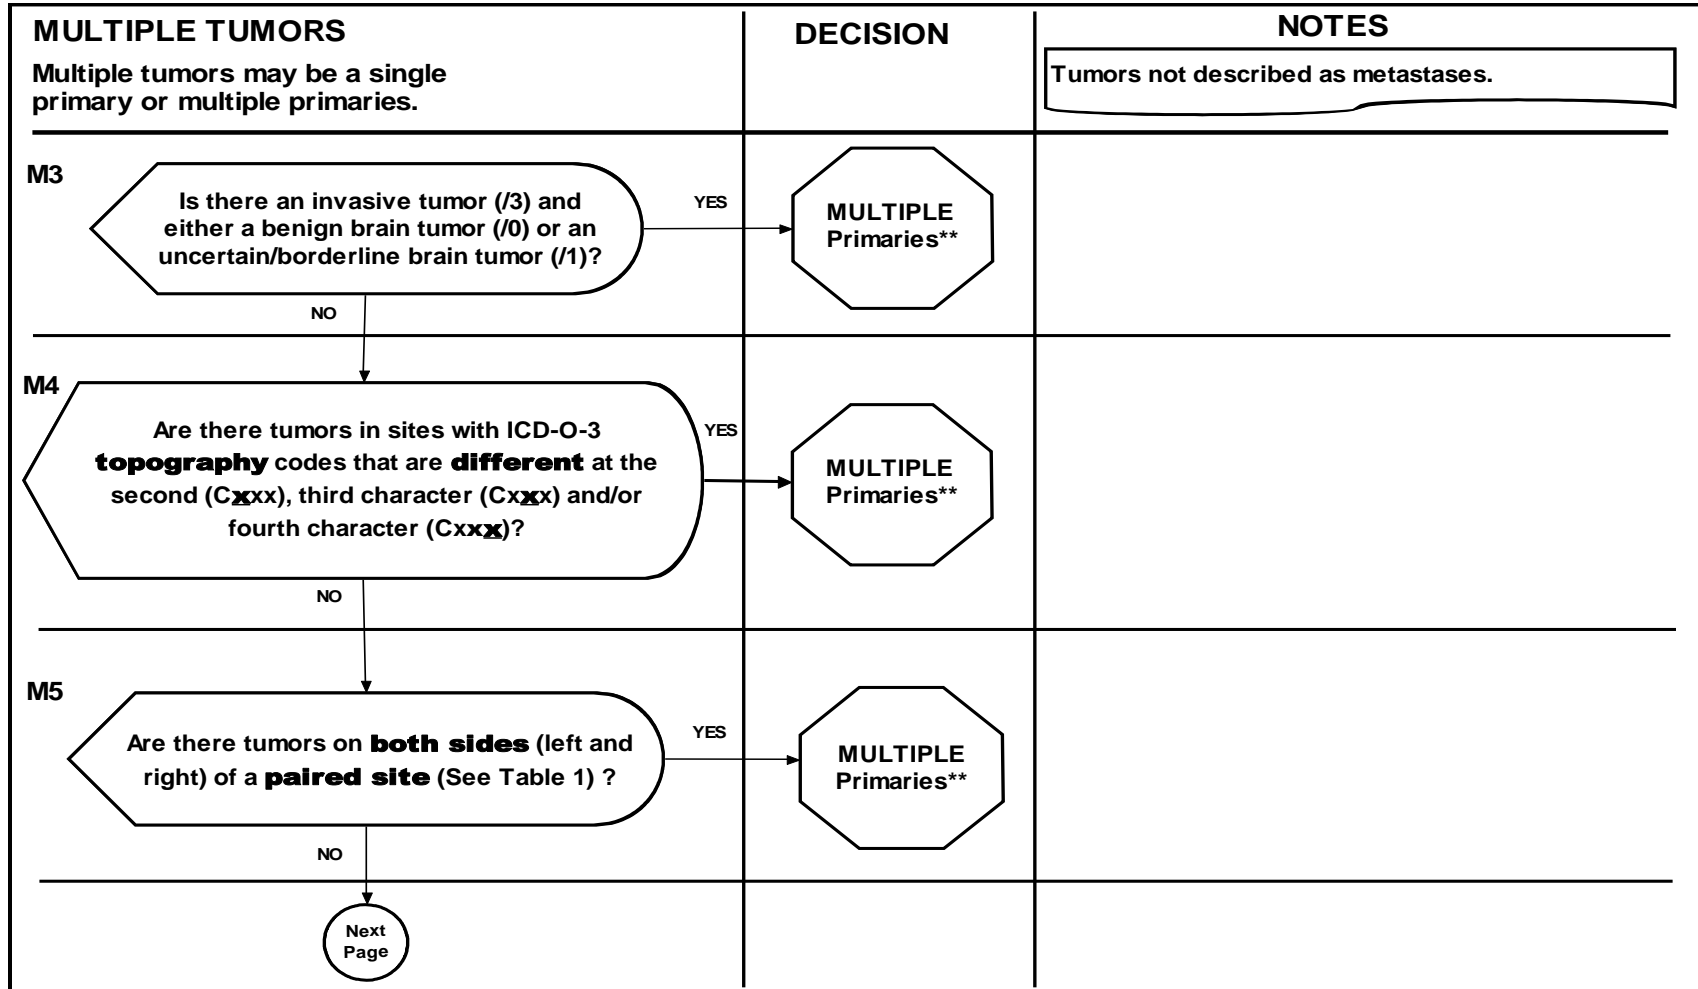 MULTIPLE TUMORS
Multiple tumors may be a single
primary or multiple primaries.
DECISION
NOTES
Tumors not described as metastases.
M3
Is there an invasive tumor (/3) and
either a benign brain tumor (/0) or an
uncertain/borderline brain tumor (/1)?
YES
MULTIPLE
Primaries**
NO
M4
Are there tumors in sites with ICD-O-3
topography codes that are different at the
second (Cxxx), third character (Cxxx) and/or
fourth character (Cxxx)?
YES
MULTIPLE
Primaries**
NO
M5
Are there tumors on both sides (left and
right) of a paired site (See Table 1) ?
YES
MULTIPLE
Primaries**
NO
Next
Page